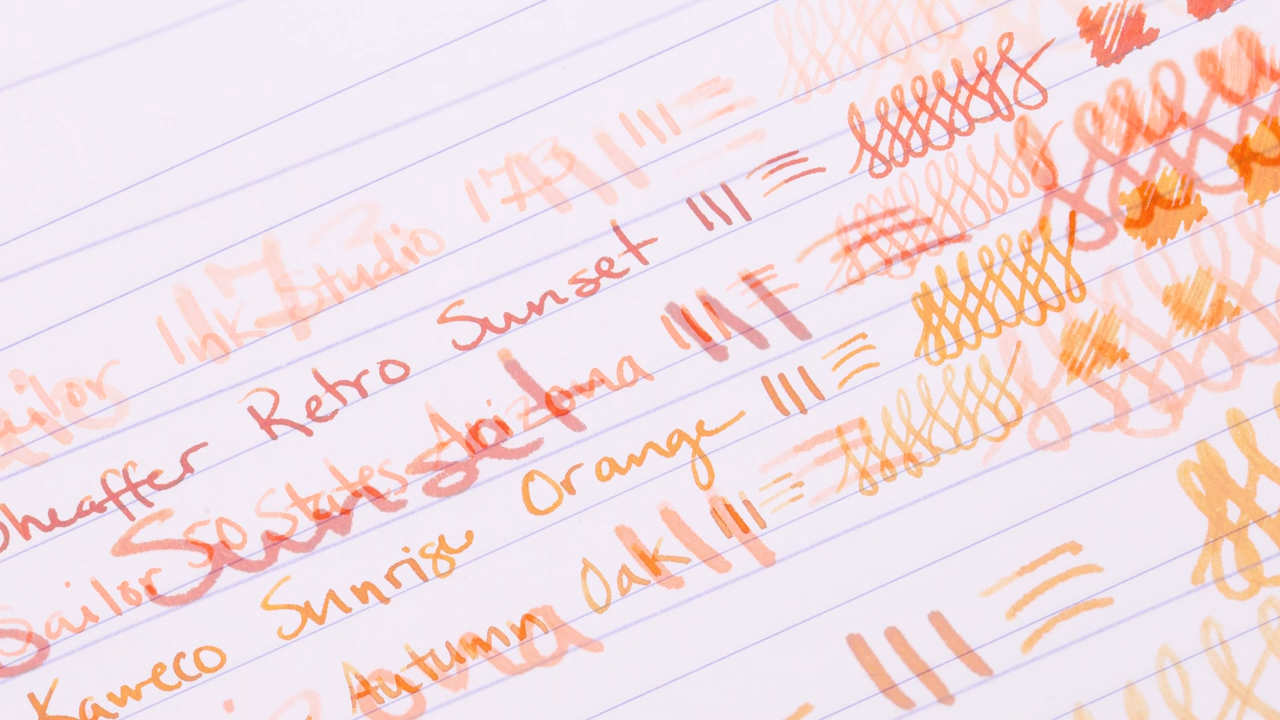 Sailor Ink Studio 173
Sheaffer Retro Sunset
Sailor 50 States Arizona
Kaweco Sunrise Orange
Autumn Oak